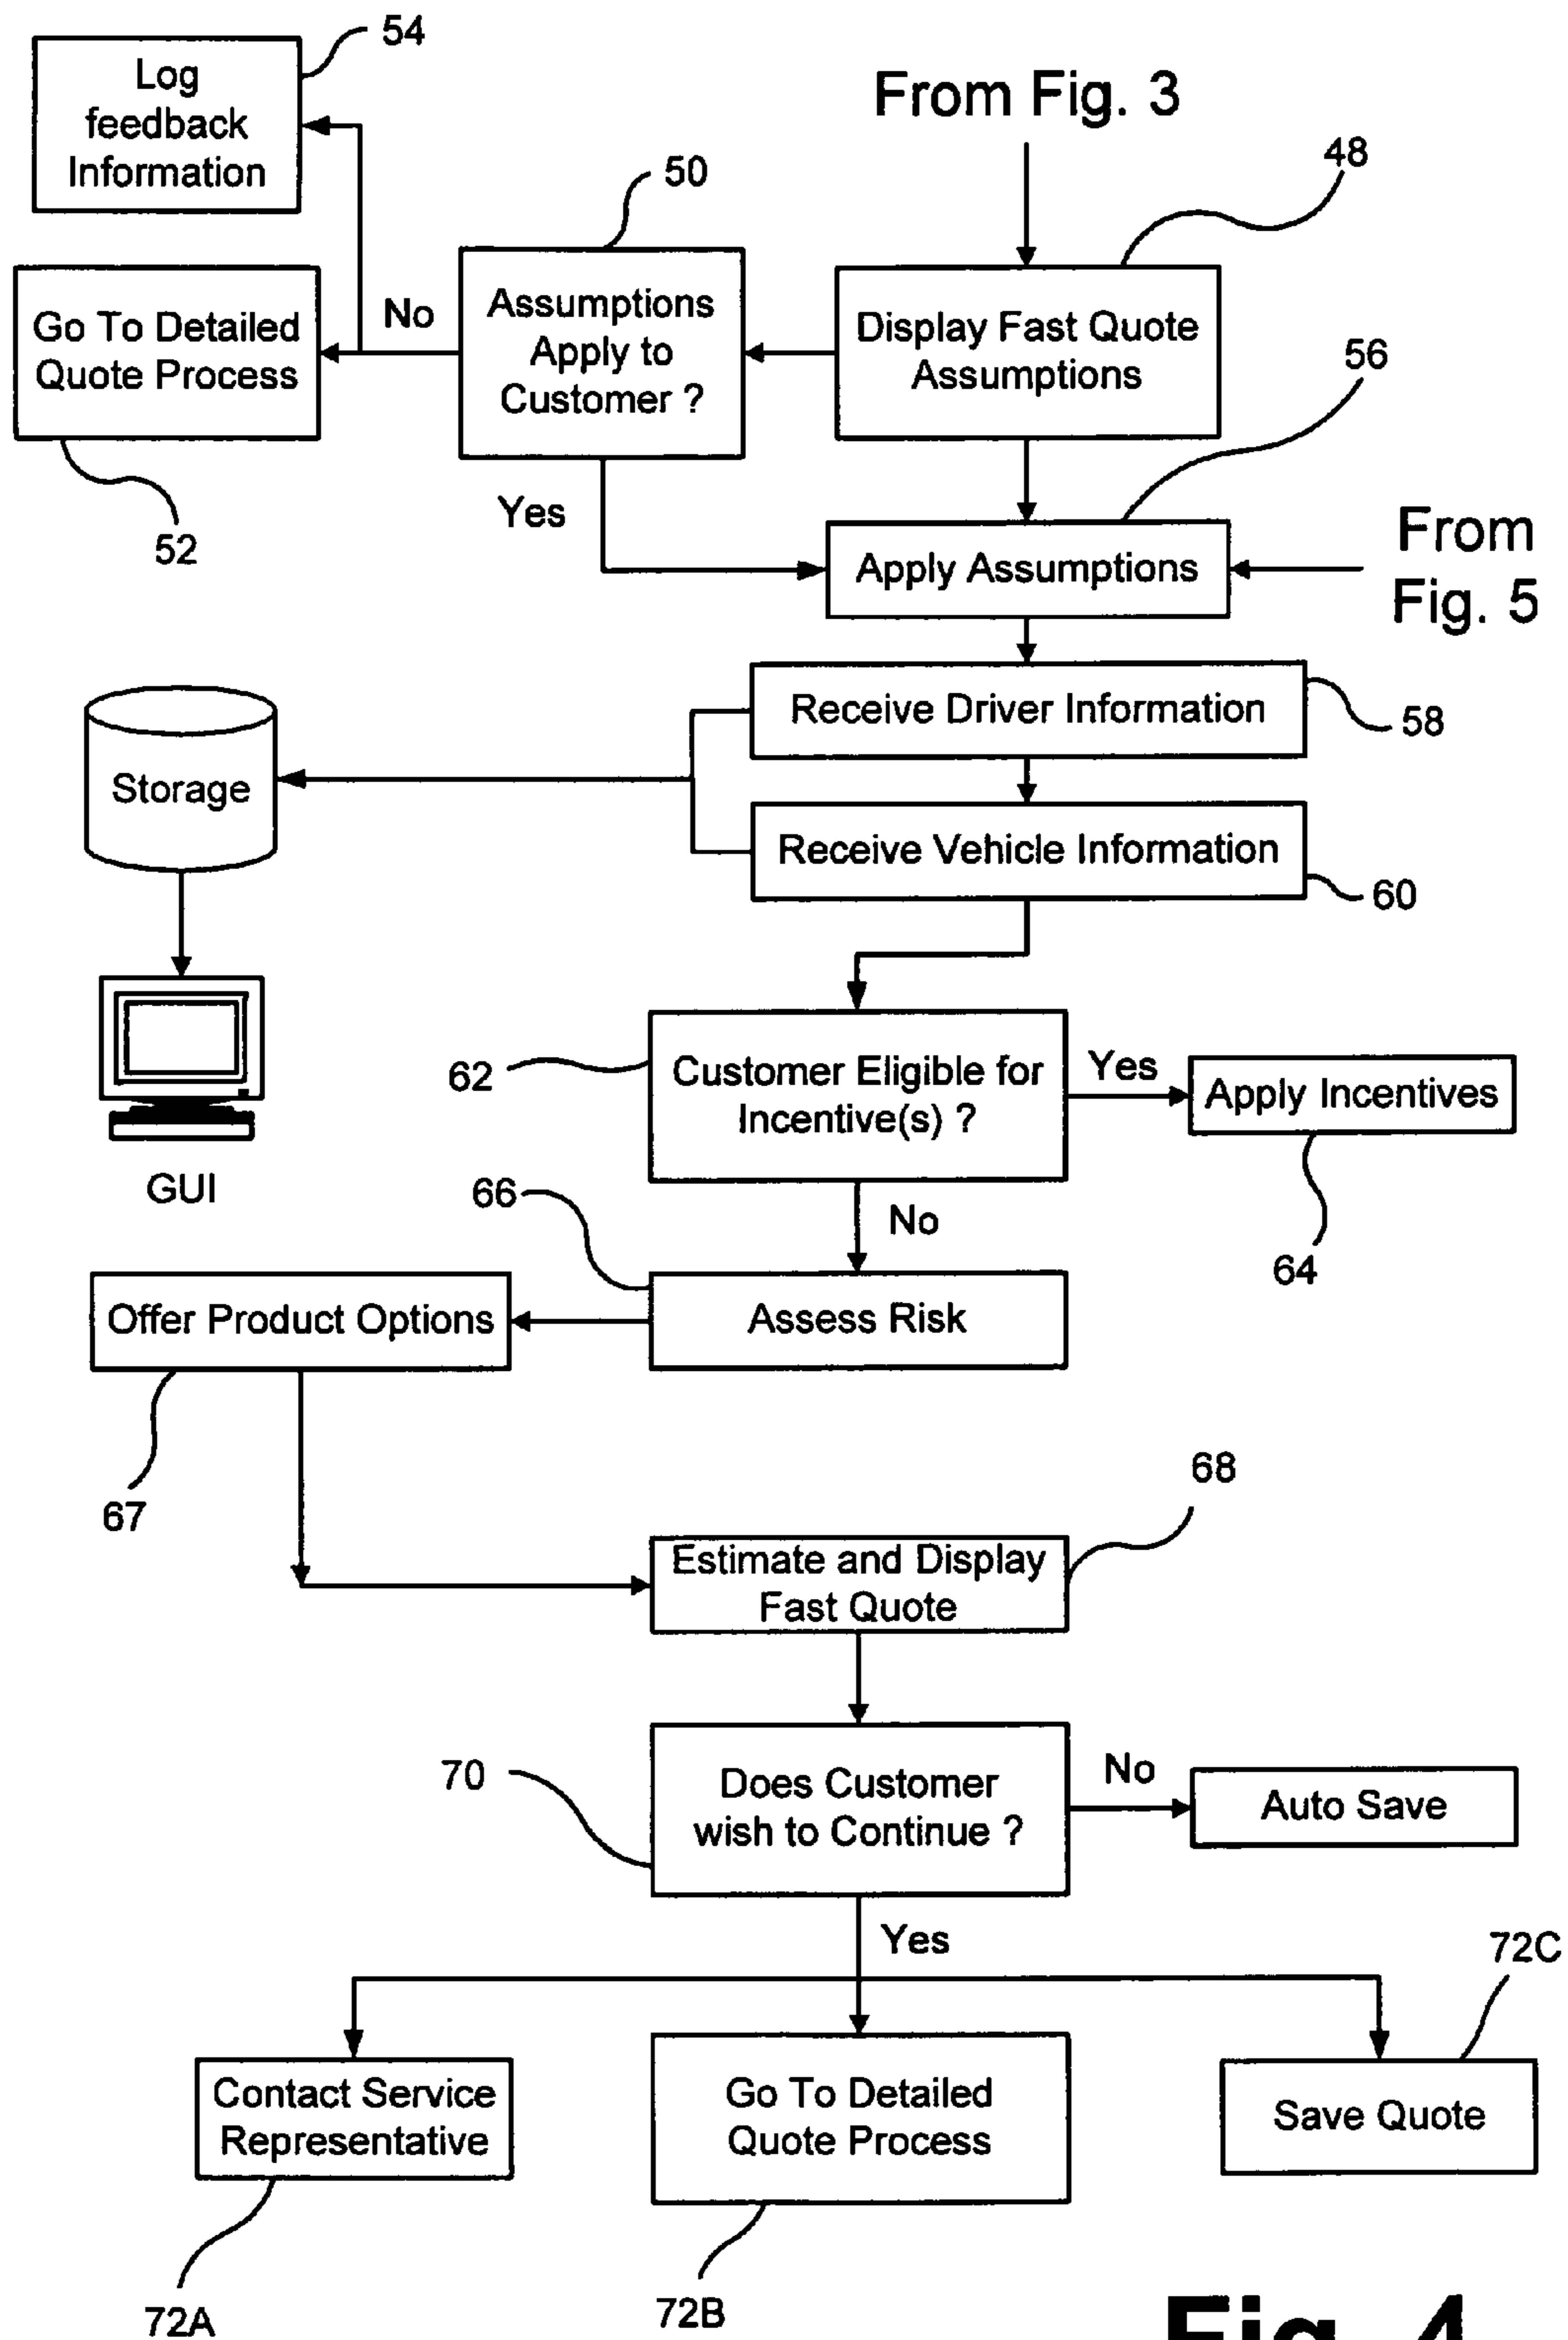 54
Log
feedback
Information
From Fig. 3
48
50
Assumptions
Apply to
Customer ?
Display Fast Quote
Assumptions
No
Go To Detailed
Quote Process
56
52
Yes
Apply Assumptions
From
Fig. 5
Receive Driver Information
58
Storage
Receive Vehicle Information
60
62
Customer Eligible for
Incentive(s) ?
Yes
Apply Incentives
GUI
66
No
64
Offer Product Options
Assess Risk
67
68
Estimate and Display
Fast Quote
70
Does Customer
wish to Continue ?
No
Auto Save
Yes
72C
Contact Service
Representative
Go To Detailed
Quote Process
Save Quote
72A
72B
Fig. 4